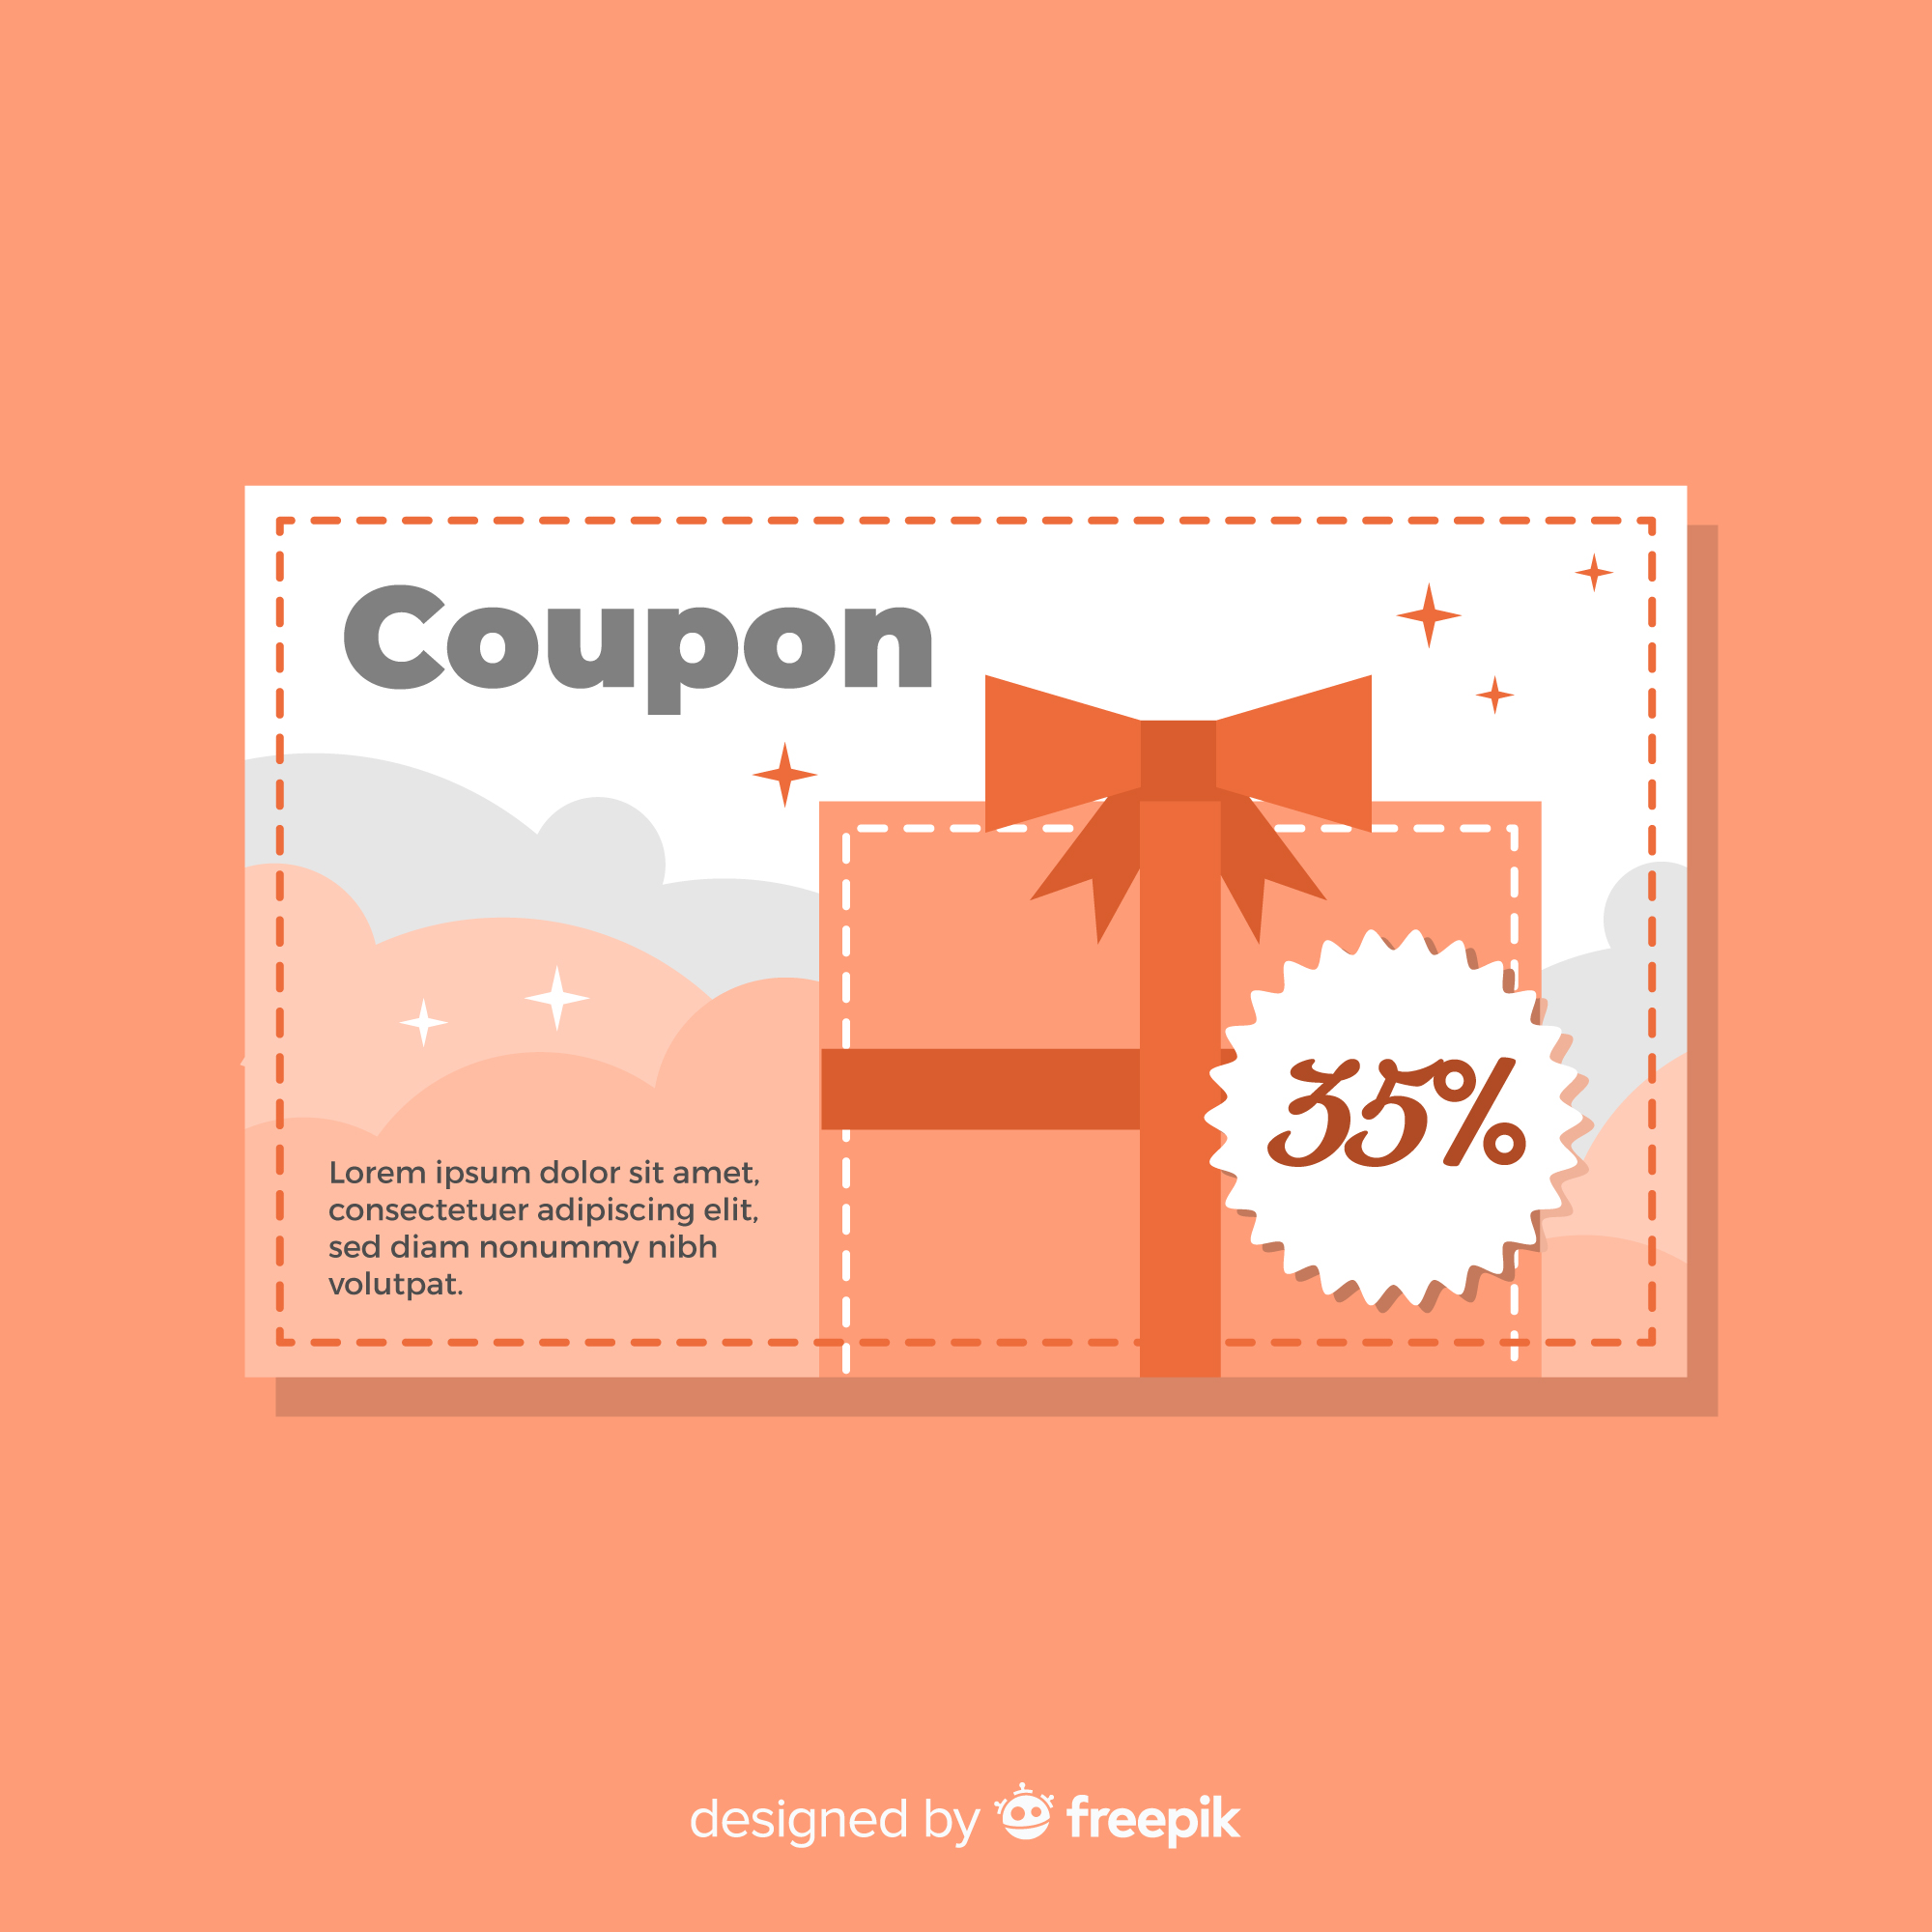 Coupon
35%
Lorem ipsum dolor sit amet,
consectetuer adipiscing elit,
sed diam nonummy nibh
volutpat.
designed by freepik